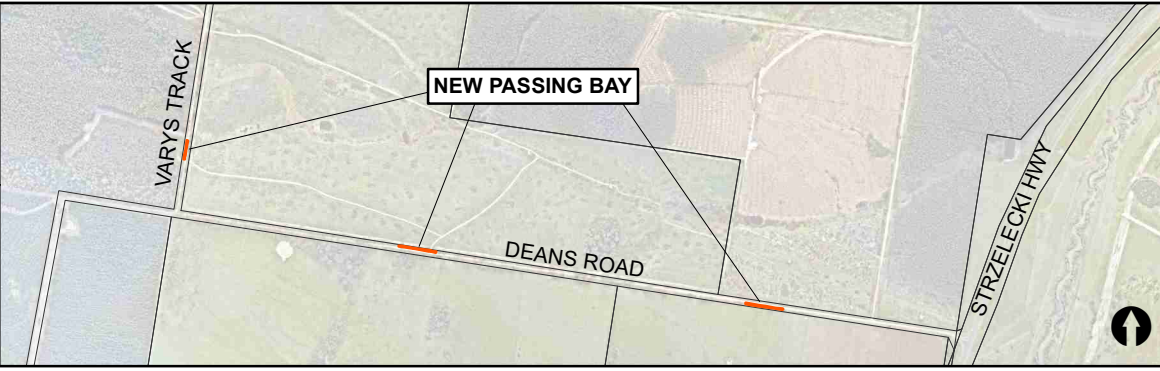 NEW PASSING BAY
VARYS TRACK
DEANS ROAD
STRZELECKI HWY